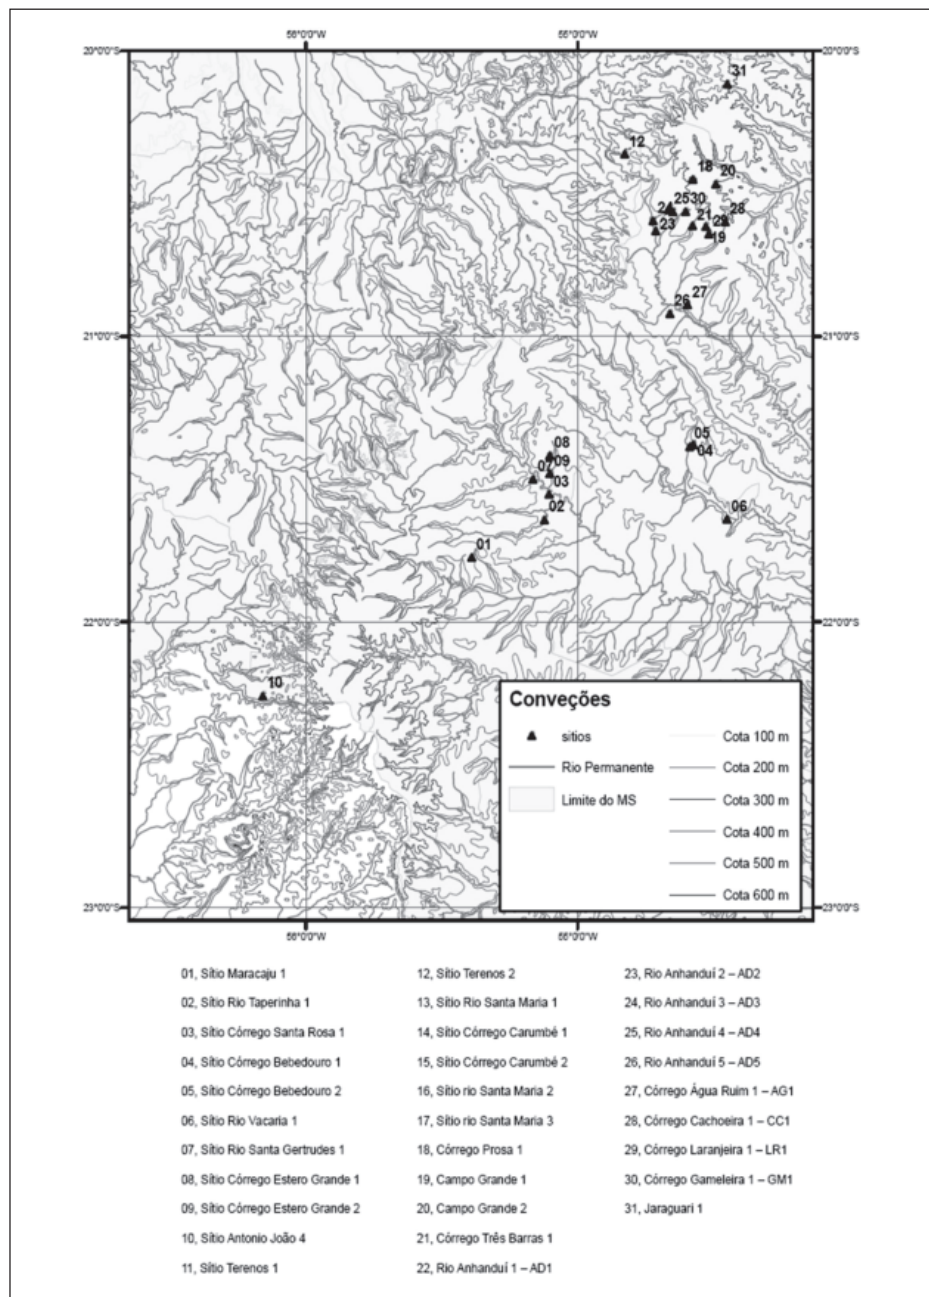 56°0'0"W 55°0'0"W
20°0'0"S 20°0'0"S
31
12
18 20
2 25 30
28
21
29
23
19
27
26
21°0'0"S 21°0'0"S
05
08
04
09
07
03
02 06
01
22°0'0"S 22°0'0"S
10
Conveções
sitios
Rio Permanente
Limite do MS
Cota 100 m
Cota 200 m
Cota 300 m
Cota 400 m
Cota 500 m
Cota 600 m
23°0'0"S 23°0'0"S
56°0'0"W 55°0'0"W
01, Sítio Maracaju 1
02, Sítio Rio Taperinha 1
03, Sítio Córrego Santa Rosa 1
04, Sítio Córrego Bebedouro 1
05, Sítio Córrego Bebedouro 2
06, Sítio Rio Vacaria 1
07, Sítio Rio Santa Gertrudes 1
08, Sítio Córrego Estero Grande 1
09, Sítio Córrego Estero Grande 2
10, Sítio Antonio João 4
11, Sítio Terenos 1
12, Sítio Terenos 2
13, Sítio Rio Santa Maria 1
14, Sítio Córrego Carumbé 1
15, Sítio Córrego Carumbé 2
16, Sítio rio Santa Maria 2
17, Sítio rio Santa Maria 3
18, Córrego Prosa 1
19, Campo Grande 1
20, Campo Grande 2
21, Córrego Três Barras 1
22, Rio Anhanduí 1 – AD1
23, Rio Anhanduí 2 – AD2
24, Rio Anhanduí 3 – AD3
25, Rio Anhanduí 4 – AD4
26, Rio Anhanduí 5 – AD5
27, Córrego Água Ruim 1 – AG1
28, Córrego Cachoeira 1 – CC1
29, Córrego Laranjeira 1 – LR1
30, Córrego Gameleira 1 – GM1
31, Jaraguari 1